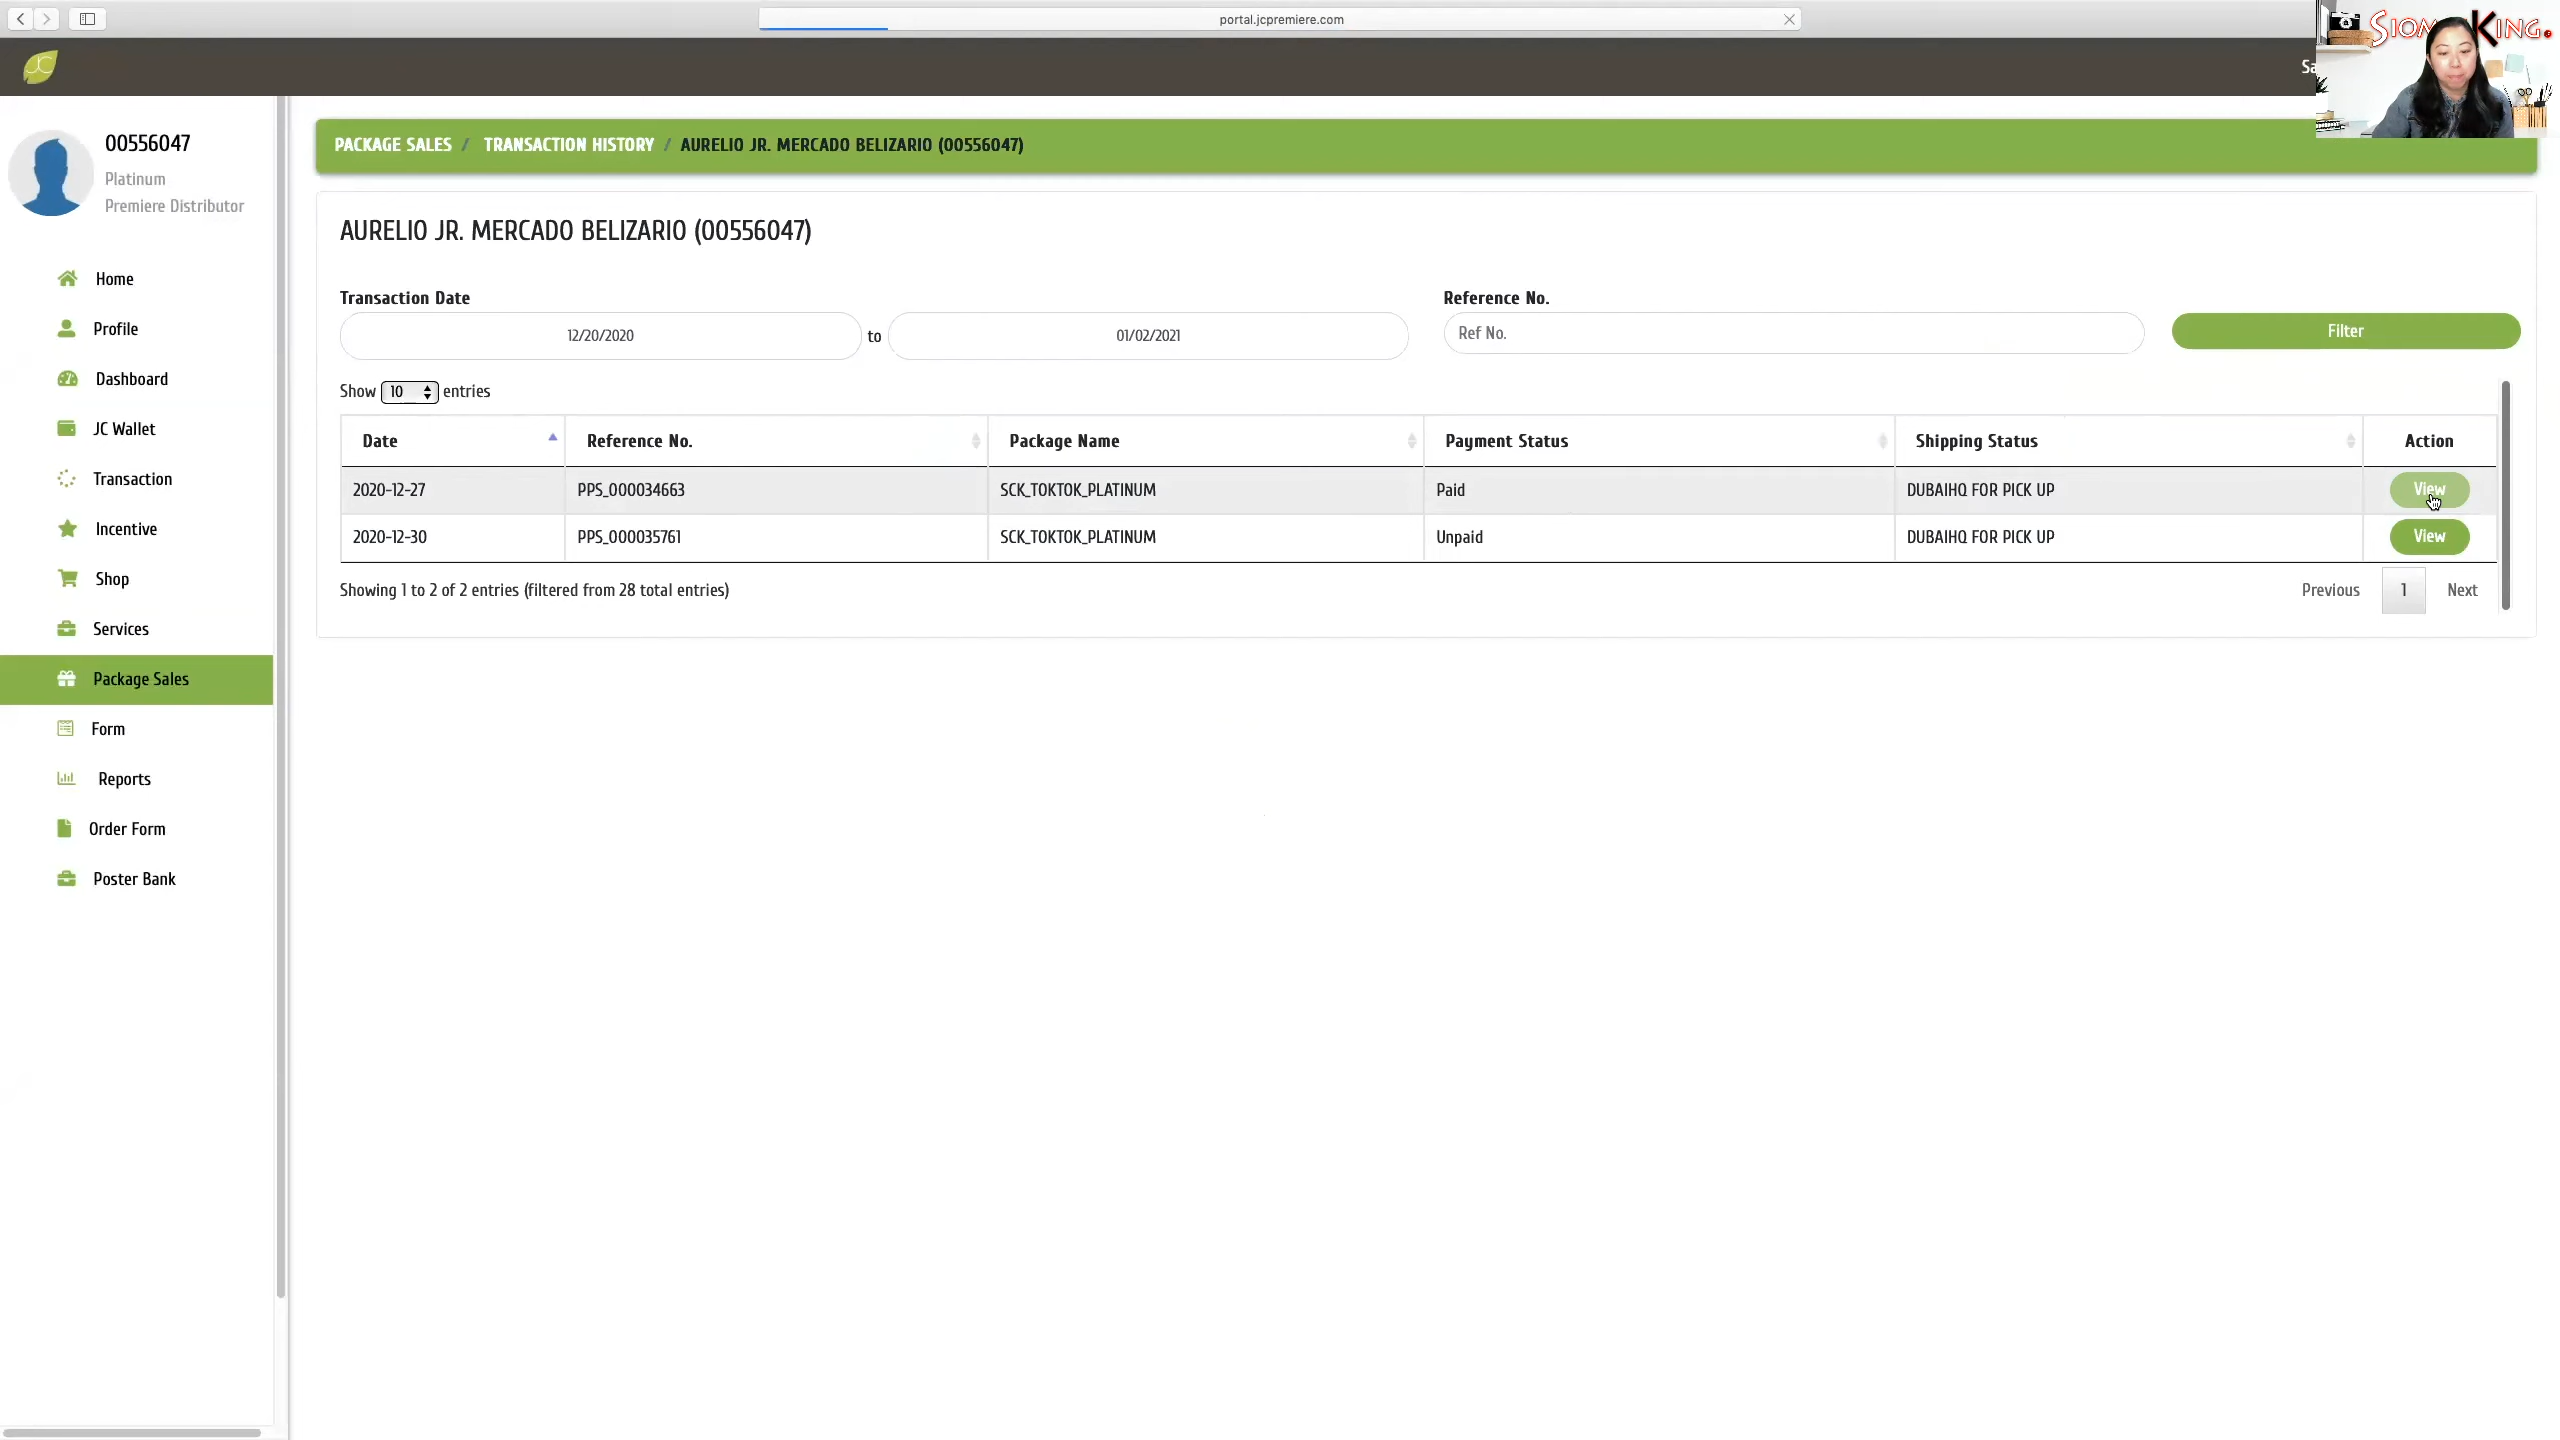 portal.jcpremiere.com
JC
00556047
Platinum
Premiere Distributor
Home
Profile
Dashboard
JC Wallet
Transaction
Incentive
Shop
Services
Package Sales
Form
Reports
Order Form
Poster Bank
PACKAGE SALES / TRANSACTION HISTORY / AURELIO JR. MERCADO BELIZARIO (00556047)
AURELIO JR. MERCADO BELIZARIO (00556047)
Transaction Date
12/20/2020 to 01/02/2021
Reference No.
Ref No.
Filter
Show 10 entries
Date Reference No. Package Name Payment Status Shipping Status Action
2020-12-27 PPS_000034663 SCK_TOKTOK_PLATINUM Paid DUBAIHQ FOR PICK UP View
2020-12-30 PPS_000035761 SCK_TOKTOK_PLATINUM Unpaid DUBAIHQ FOR PICK UP View
Showing 1 to 2 of 2 entries (filtered from 28 total entries)
Previous 1 Next